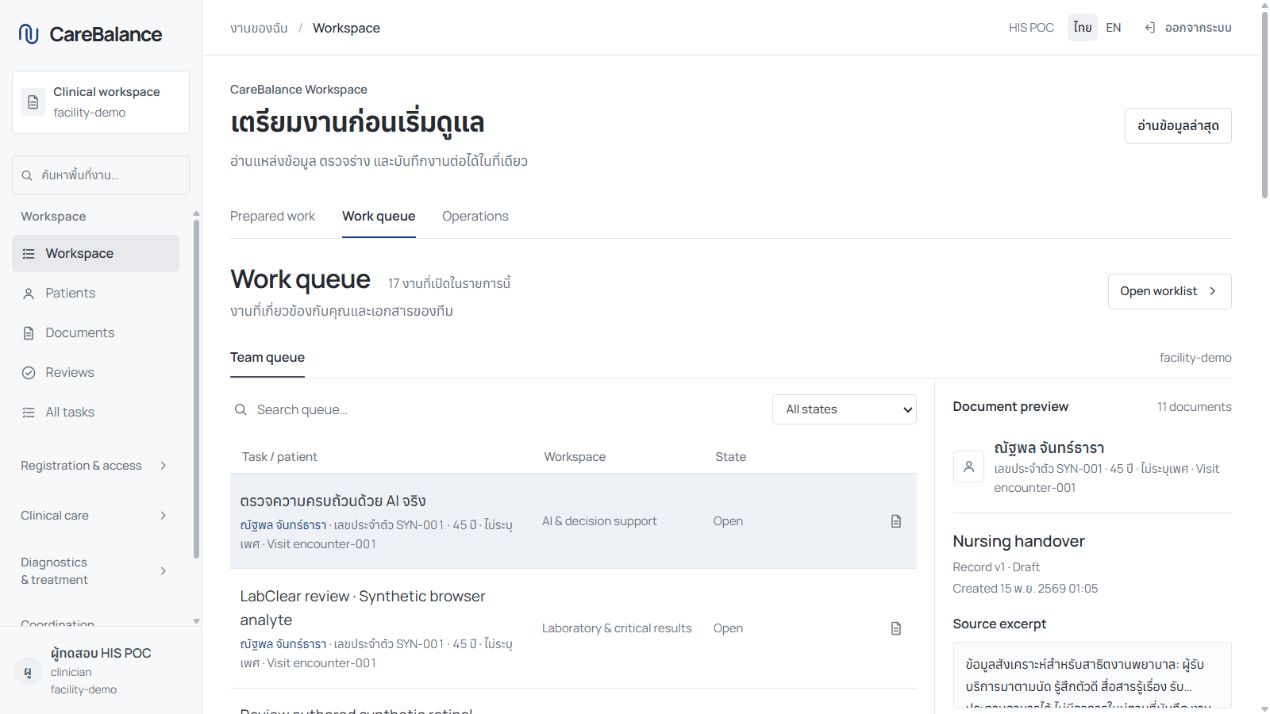 CareBalance
Clinical workspace
facility-demo
ค้นหาพื้นที่งาน...
Workspace
Workspace
Patients
Documents
Reviews
All tasks
Registration & access
Clinical care
Diagnostics
& treatment
Coordination
ผู้ทดสอบ HIS POC
ผู้
clinician
facility-demo
งานของฉัน / Workspace
HIS POC ไทย EN ออกจากระบบ
CareBalance Workspace
เตรียมงานก่อนเริ่มดูแล
อ่านข้อมูลล่าสุด
อ่านแหล่งข้อมูล ตรวจร่าง และบันทึกงานต่อได้ในที่เดียว
Prepared work Work queue Operations
Work queue 17 งานที่เปิดในรายการนี้
Open worklist
งานที่เกี่ยวข้องกับคุณและเอกสารของทีม
Team queue facility-demo
Search queue... All states
Task / patient Workspace State
ตรวจความครบถ้วนด้วย AI จริง
ณัฐพล จันทร์ธารา · เลขประจำตัว SYN-001 · 45 ปี · ไม่ระบุ
เพศ · Visit encounter-001
AI & decision support Open
LabClear review · Synthetic browser
analyte
ณัฐพล จันทร์ธารา · เลขประจำตัว SYN-001 · 45 ปี · ไม่ระบุ
เพศ · Visit encounter-001
Laboratory & critical results Open
Review authored synthetic retinal
Document preview 11 documents
ณัฐพล จันทร์ธารา
เลขประจำตัว SYN-001 · 45 ปี · ไม่ระบุเพศ · Visit
encounter-001
Nursing handover
Record v1 · Draft
Created 15 พ.ย. 2569 01:05
Source excerpt
ข้อมูลสังเคราะห์สำหรับสาธิตงานพยาบาล: ผู้รับ
บริการมาตามนัด รู้สึกตัวดี สื่อสารรู้เรื่อง รับ...